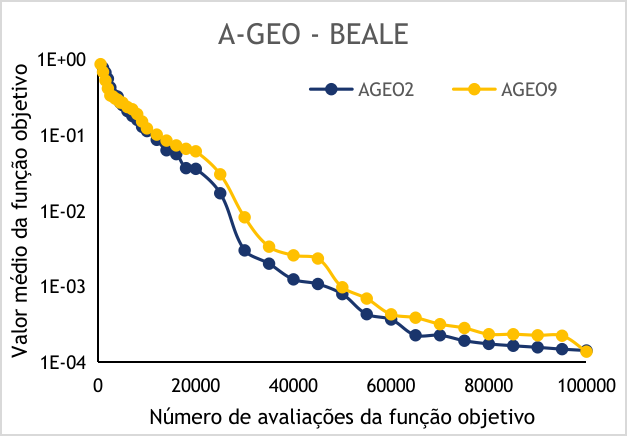 A-GEO - BEALE
AGEO2
AGEO9
Valor médio da função objetivo
1E+00
1E-01
1E-02
1E-03
1E-04
0
20000
40000
60000
80000
100000
Número de avaliações da função objetivo